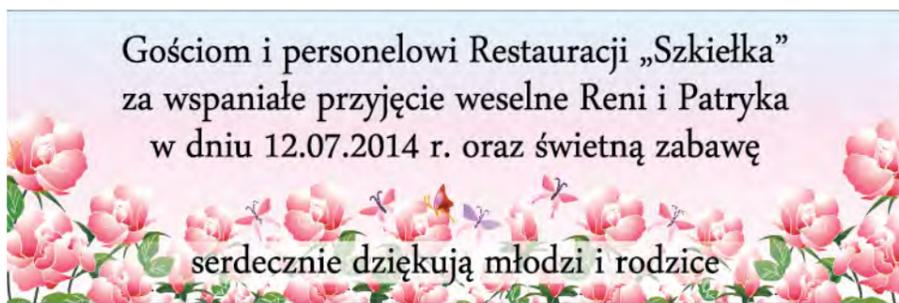 Gościom i personelowi Restauracji „Szkiełka”
za wspaniałe przyjęcie weselne Reni i Patryka
w dniu 12.07.2014 r. oraz świetną zabawę
serdecznie dziękują młodzi i rodzice